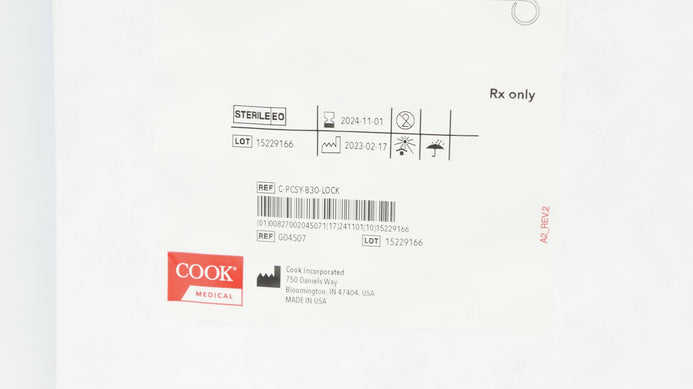 Rx only
STERILE EO
2024-11-01
LOT 15229166
2023-02-17
REF C-PCSY-830-LOCK
(01)00827002045071(17)241101(10)15229166
REF G04507 LOT 15229166
A2_REV.2
COOK®
MEDICAL
Cook Incorporated
750 Daniels Way
Bloomington, IN 47404, USA
MADE IN USA